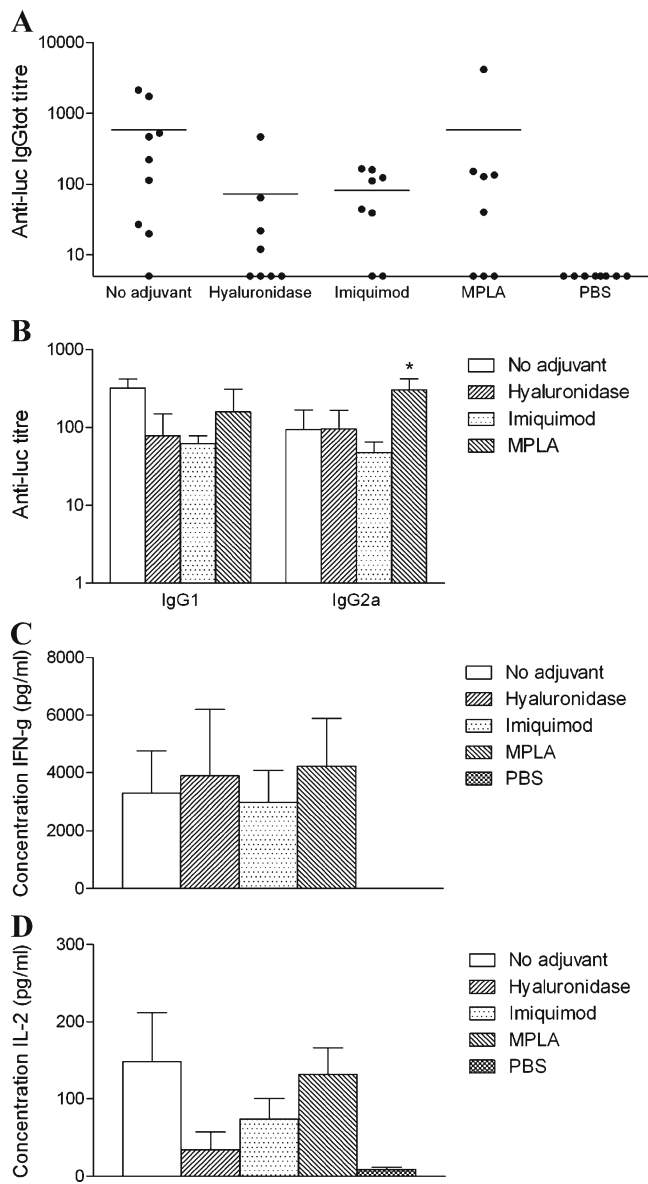 A
Anti-luc IgGtot titre
10000
1000
100
10
No adjuvant Hyaluronidase Imiquimod MPLA PBS
B
Anti-luc titre
1000
100
10
1
IgG1 IgG2a
*
No adjuvant
Hyaluronidase
Imiquimod
MPLA
C
Concentration IFN-g (pg/ml)
8000
6000
4000
2000
0
No adjuvant
Hyaluronidase
Imiquimod
MPLA
PBS
D
Concentration IL-2 (pg/ml)
300
200
100
0
No adjuvant
Hyaluronidase
Imiquimod
MPLA
PBS